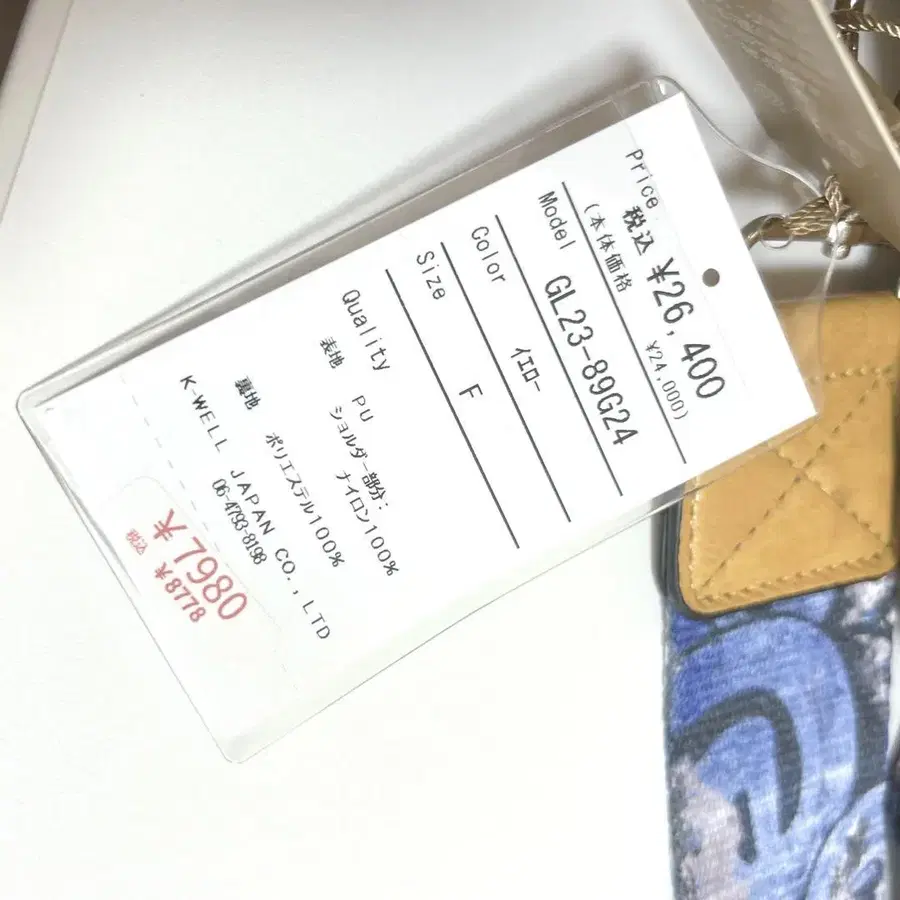 Price 税込 ¥26,400
(本体価格 ¥24,000)
Model GL23-89G24
Color イエロー
Size F
Quality
表地 PU
ショルダー部分:
ナイロン100%
裏地 ポリエステル100%
K-WELL JAPAN CO.,LTD
06-4793-8198
¥7980
税込 ¥8778